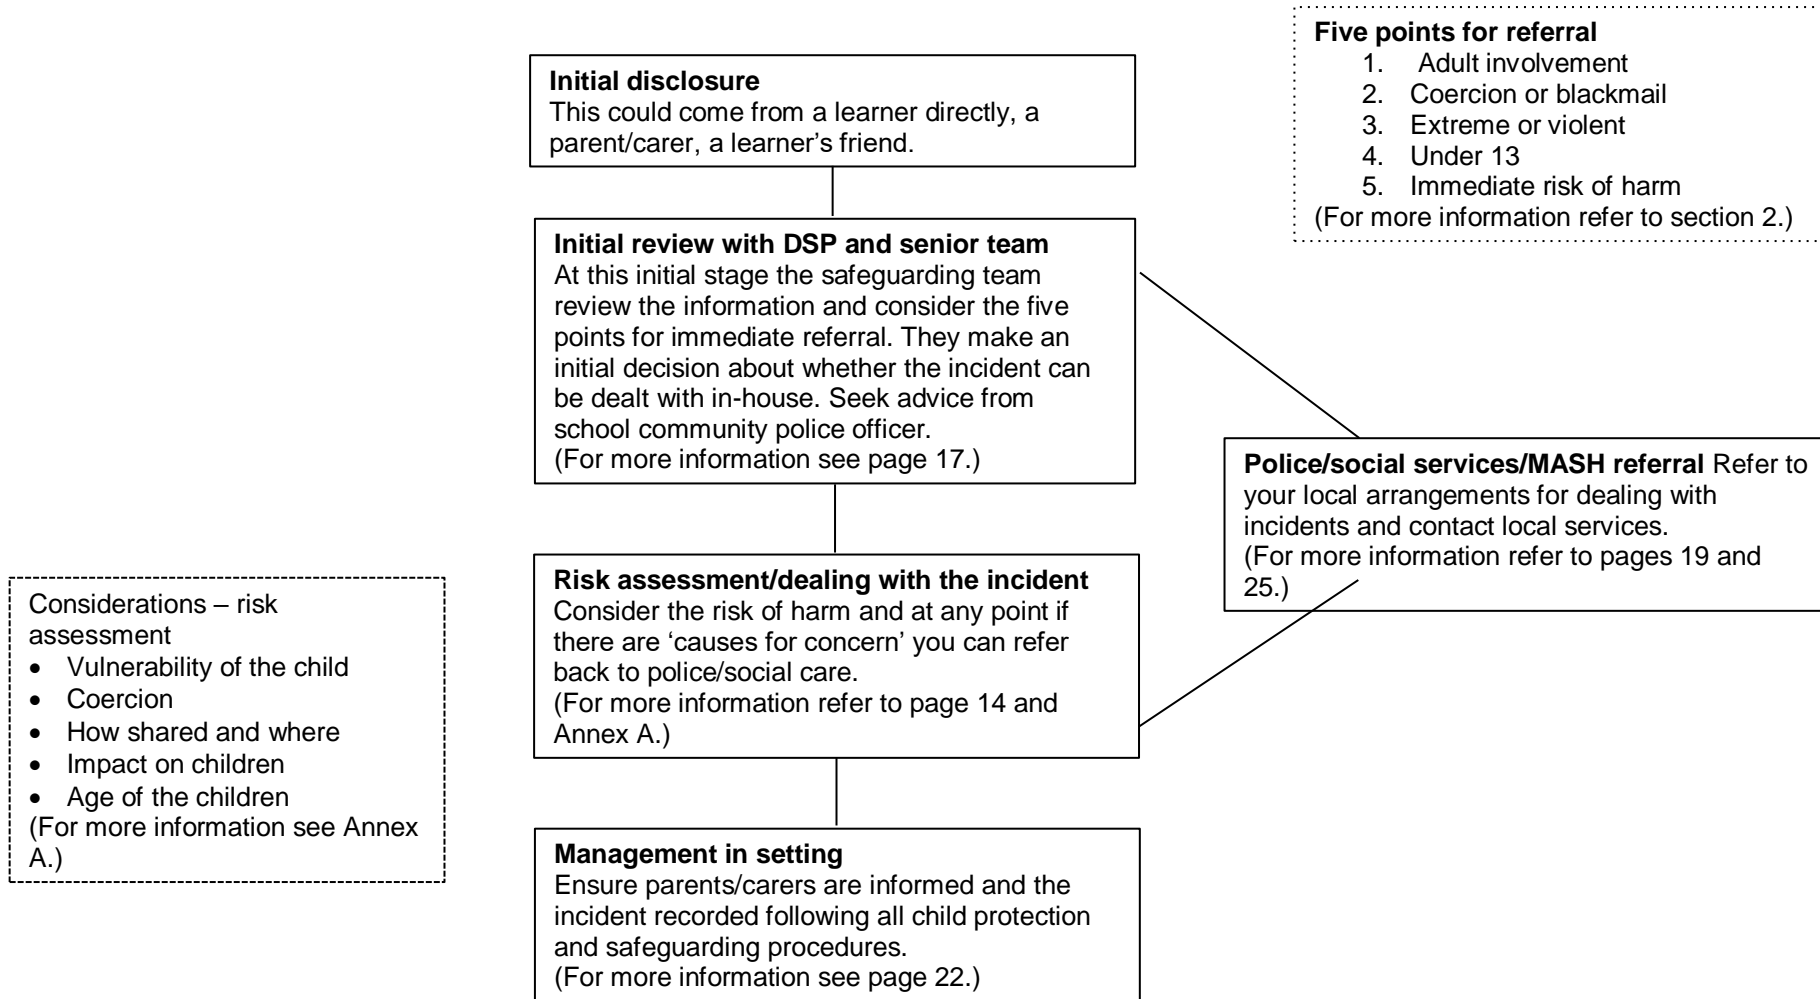 Five points for referral
1. Adult involvement
2. Coercion or blackmail
3. Extreme or violent
4. Under 13
5. Immediate risk of harm
(For more information refer to section 2.)
Initial disclosure
This could come from a learner directly, a
parent/carer, a learner’s friend.
Initial review with DSP and senior team
At this initial stage the safeguarding team
review the information and consider the five
points for immediate referral. They make an
initial decision about whether the incident can
be dealt with in-house. Seek advice from
school community police officer.
(For more information see page 17.)
Police/social services/MASH referral Refer to
your local arrangements for dealing with
incidents and contact local services.
(For more information refer to pages 19 and
25.)
Risk assessment/dealing with the incident
Consider the risk of harm and at any point if
there are ‘causes for concern’ you can refer
back to police/social care.
(For more information refer to page 14 and
Annex A.)
Considerations – risk
assessment
• Vulnerability of the child
• Coercion
• How shared and where
• Impact on children
• Age of the children
(For more information see Annex
A.)
Management in setting
Ensure parents/carers are informed and the
incident recorded following all child protection
and safeguarding procedures.
(For more information see page 22.)